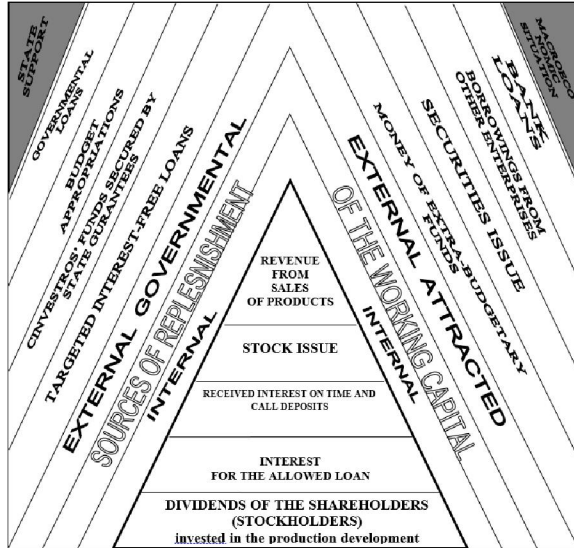 STATE
SUPPORT
GOVERNMENTAL
LOANS
BUDGET
APPROPRIATIONS
CINVESTROS' FUNDS SECURED BY
STATE GURANTEES
TARGETED INTEREST-FREE LOANS
EXTERNAL GOVERNMENTAL
SOURCES OF REPLESNISHMENT
INTERNAL
REVENUE
FROM
SALES
OF PRODUCTS
STOCK ISSUE
RECEIVED INTEREST ON TIME AND
CALL DEPOSITS
INTEREST
FOR THE ALLOWED LOAN
DIVIDENDS OF THE SHAREHOLDERS
(STOCKHOLDERS)
invested in the production development
INTERNAL
OF THE WORKING CAPITAL
EXTERNAL ATTRACTED
MONEY OF EXTRA-BUDGETARY
FUNDS
SECURITIES ISSUE
BORROWINGS FROM
OTHER ENTERPRISES
BANK
LOANS
MACROECO
NOMIC
SITUATION